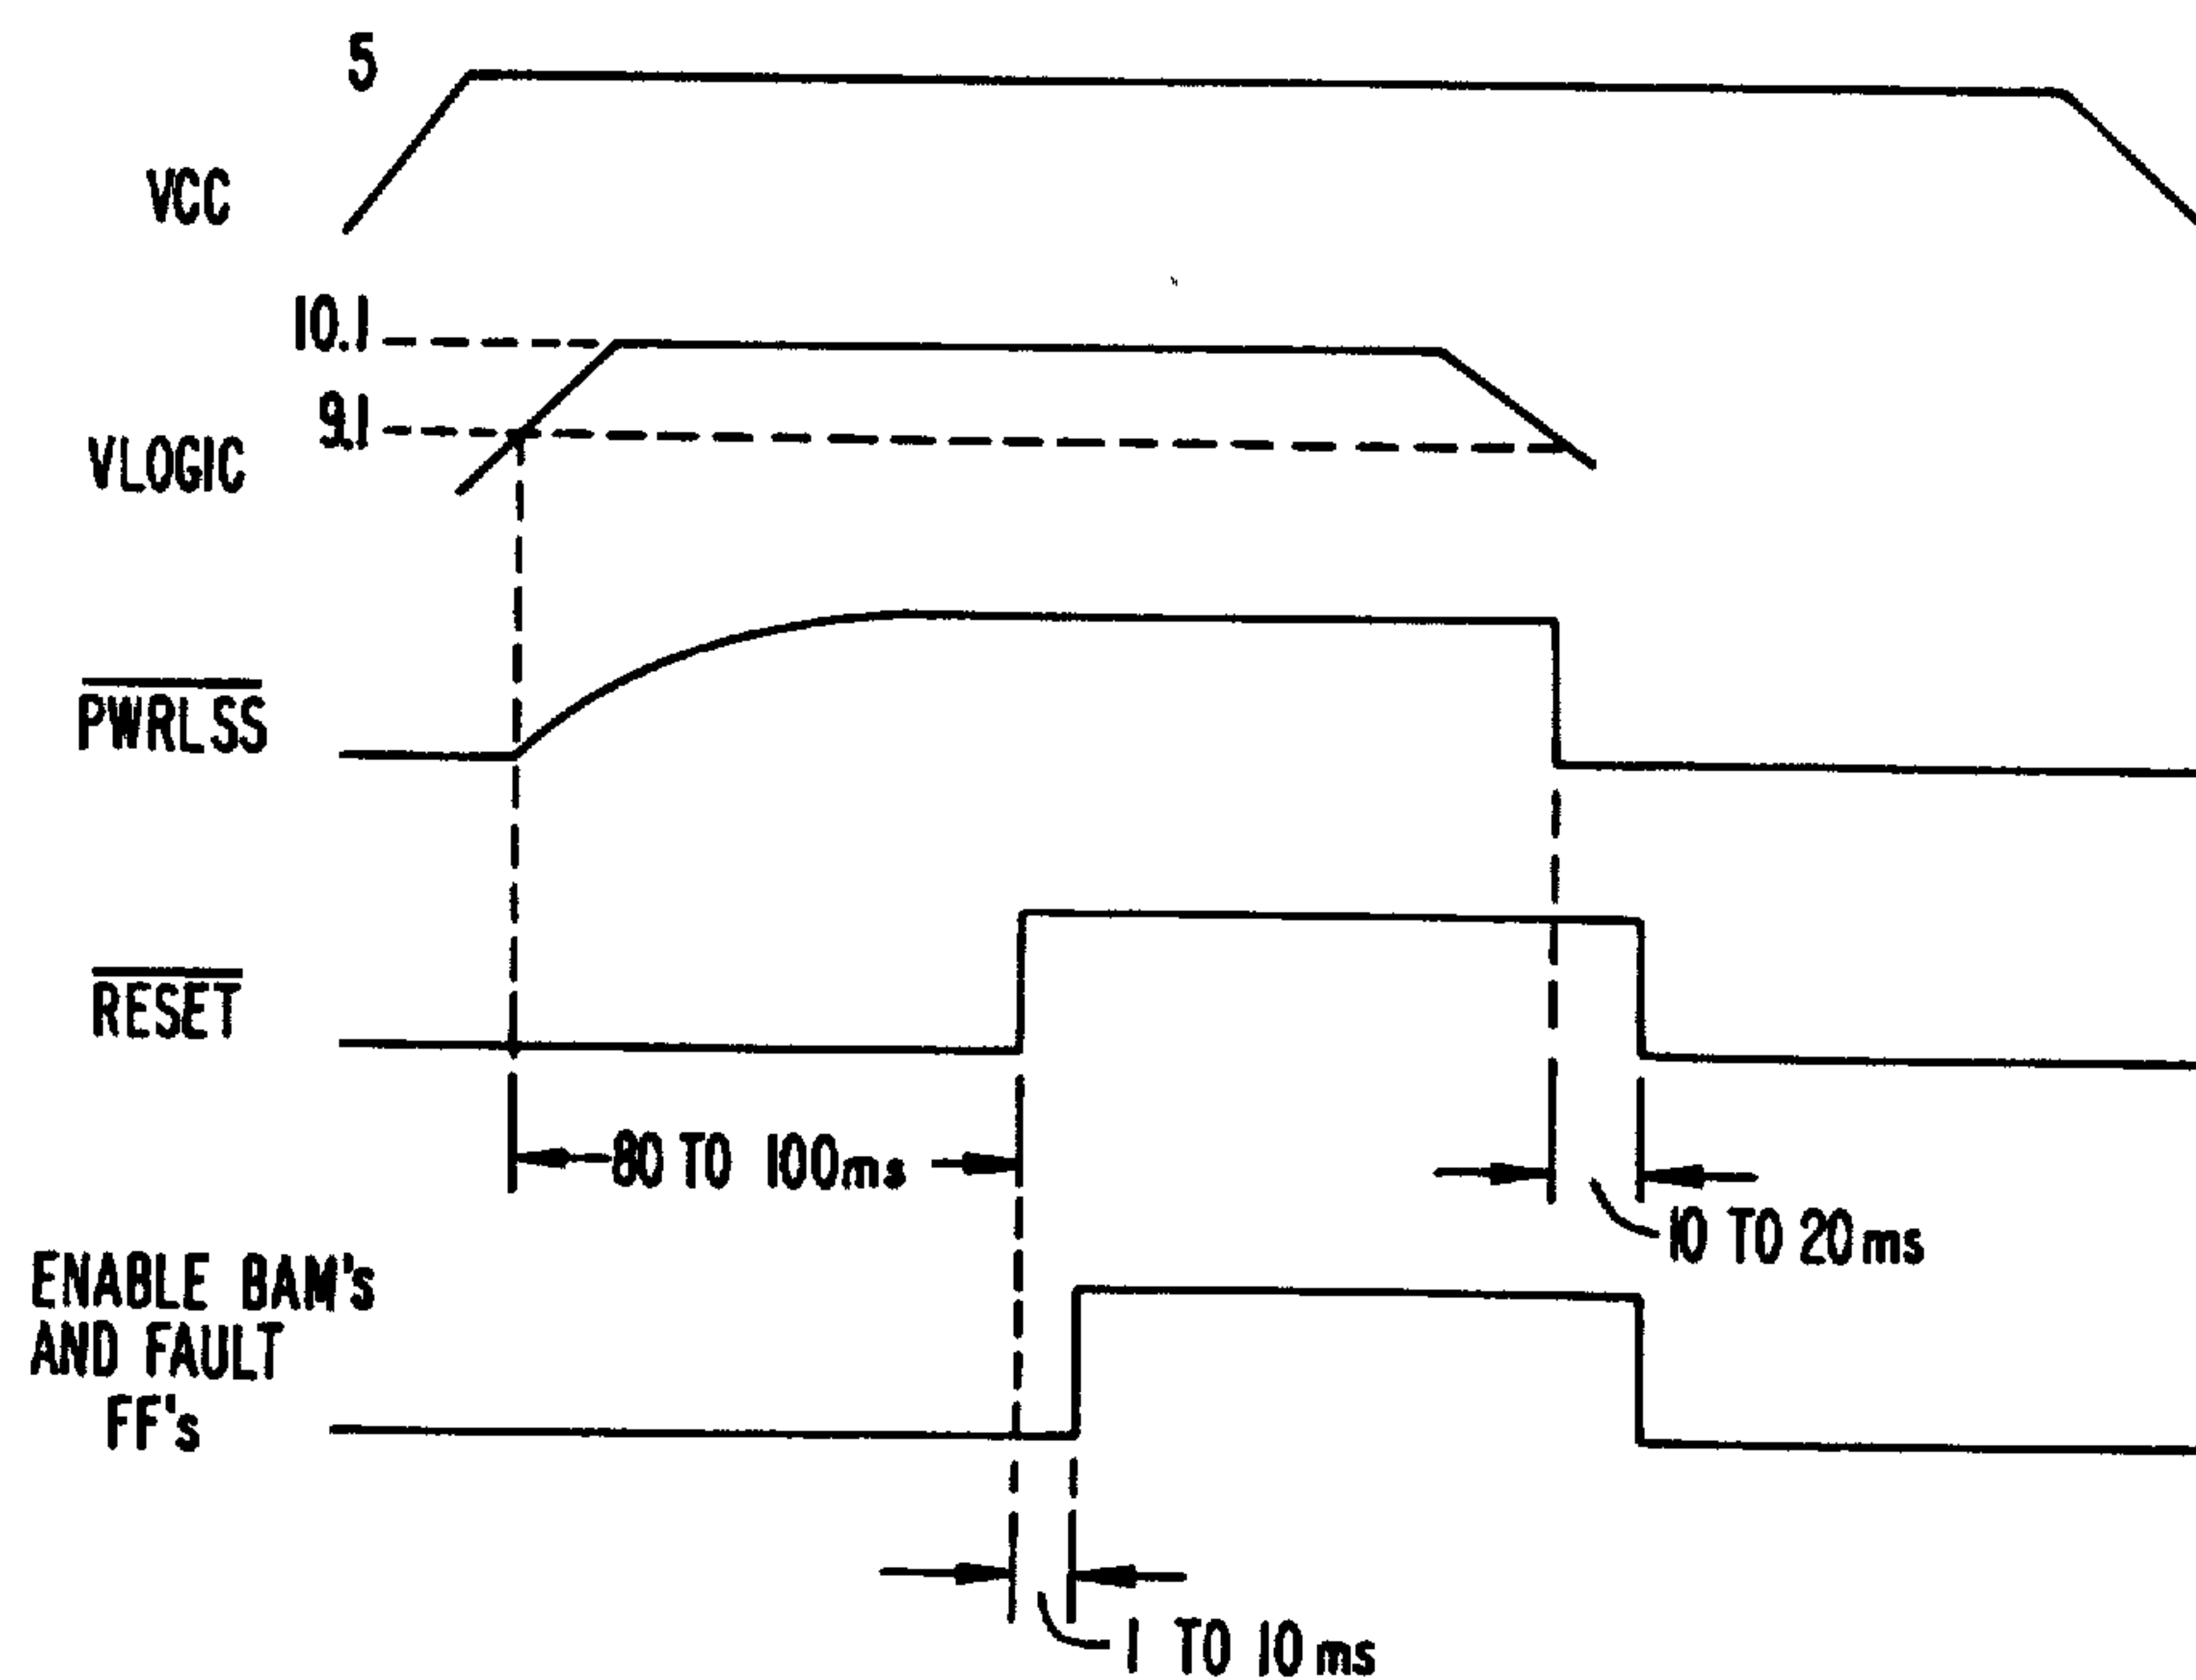 5
VCC
10.1
9.1
VLOGIC
PWRLSS
RESET
80 TO 100ms
10 TO 20ms
ENABLE BAM's
AND FAULT
FF's
1 TO 10ms